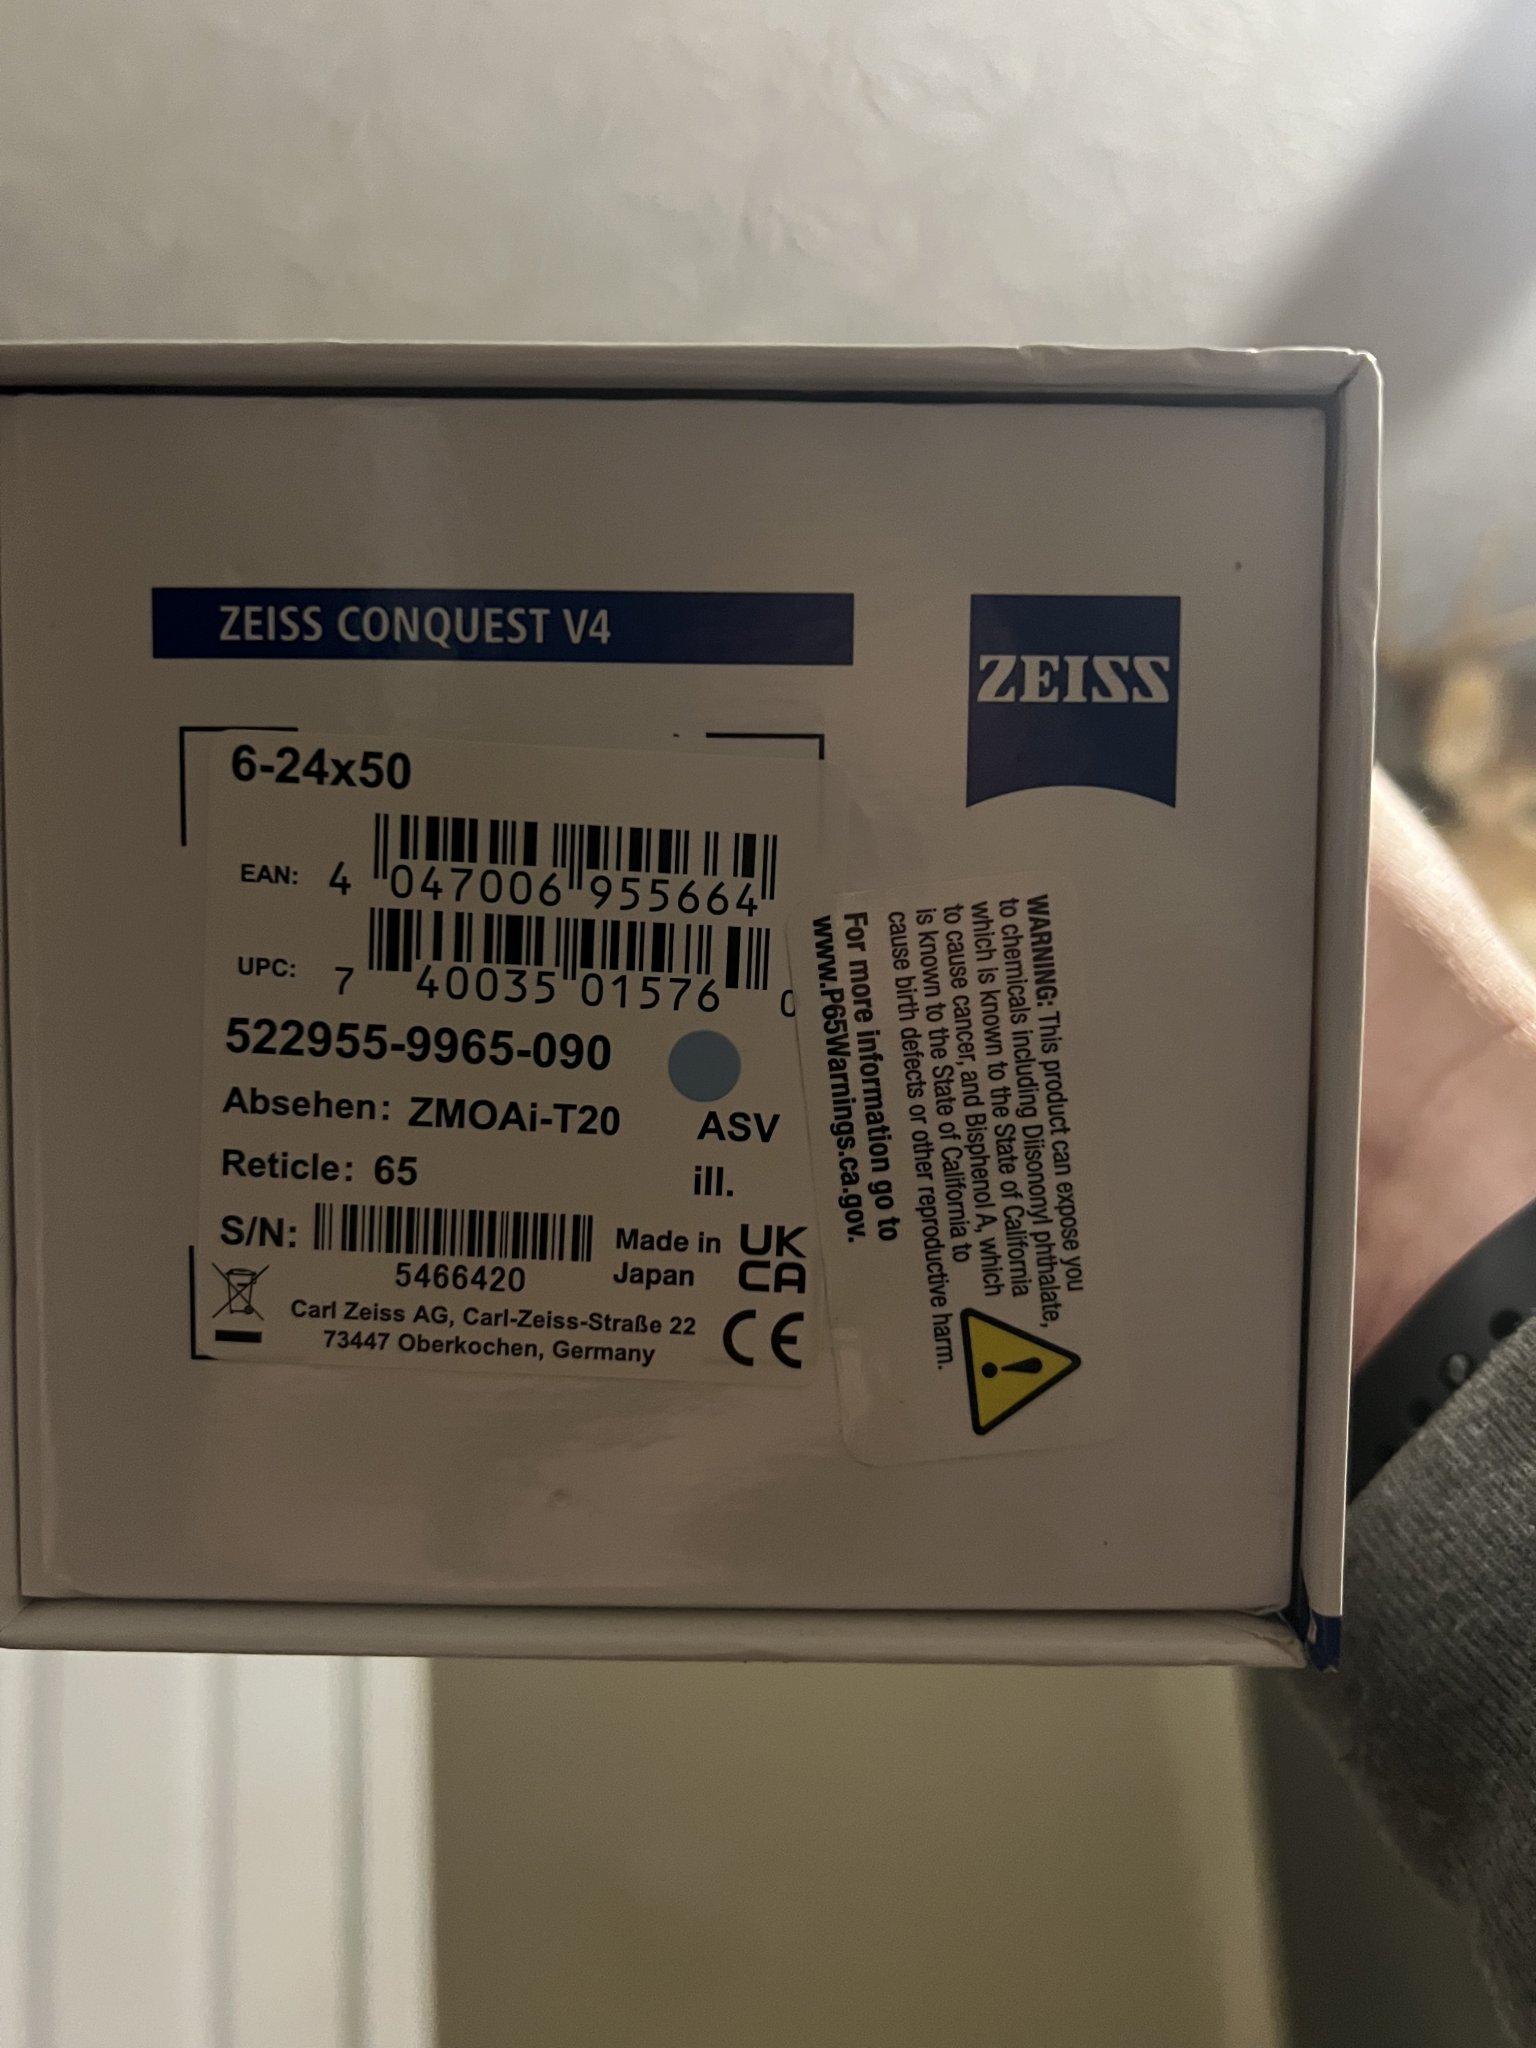 ZEISS CONQUEST V4
ZEISS
6-24x50
EAN: 4 047006 955664
UPC: 7 40035 01576 0
522955-9965-090
Absehen: ZMOAi-T20 ASV
Reticle: 65 ill.
S/N: 5466420
Made in
Japan
UK
CA
Carl Zeiss AG, Carl-Zeiss-Straße 22
73447 Oberkochen, Germany
CE
WARNING: This product can expose you
to chemicals including Diisononyl phthalate,
which is known to the State of California
to cause cancer, and Bisphenol A, which
is known to the State of California to
cause birth defects or other reproductive harm.
For more information go to
www.P65Warnings.ca.gov.